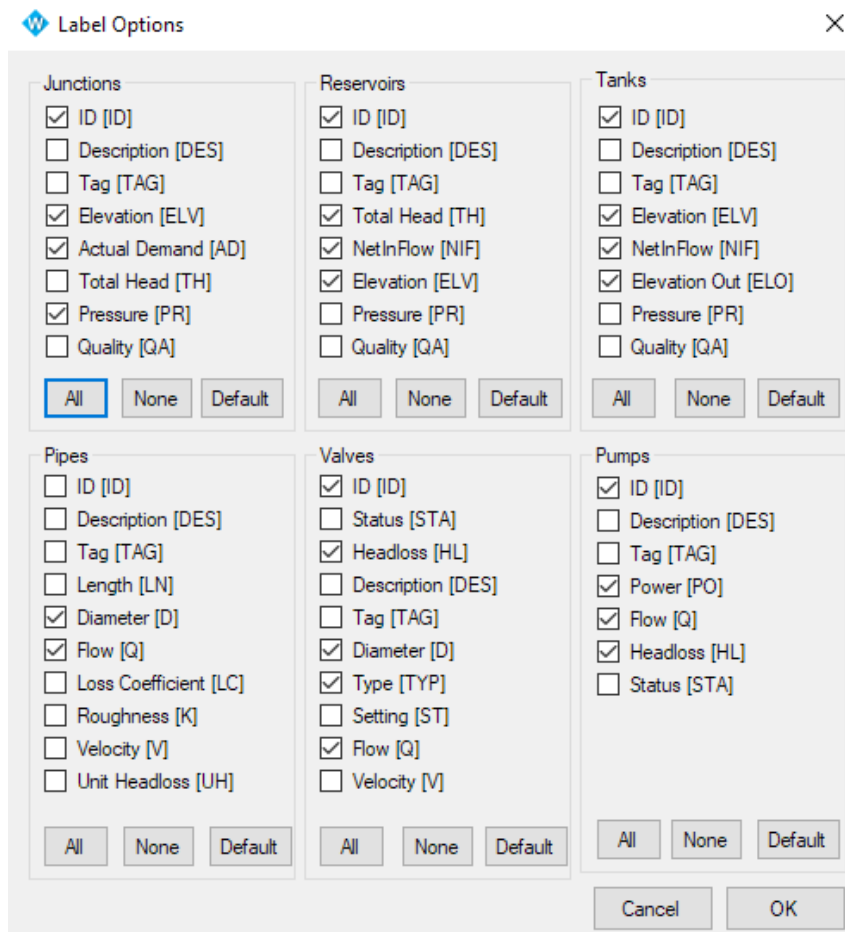 Label Options
Junctions
ID [ID]
Description [DES]
Tag [TAG]
Elevation [ELV]
Actual Demand [AD]
Total Head [TH]
Pressure [PR]
Quality [QA]
All None Default
Reservoirs
ID [ID]
Description [DES]
Tag [TAG]
Total Head [TH]
NetInFlow [NIF]
Elevation [ELV]
Pressure [PR]
Quality [QA]
All None Default
Tanks
ID [ID]
Description [DES]
Tag [TAG]
Elevation [ELV]
NetInFlow [NIF]
Elevation Out [ELO]
Pressure [PR]
Quality [QA]
All None Default
Pipes
ID [ID]
Description [DES]
Tag [TAG]
Length [LN]
Diameter [D]
Flow [Q]
Loss Coefficient [LC]
Roughness [K]
Velocity [V]
Unit Headloss [UH]
All None Default
Valves
ID [ID]
Status [STA]
Headloss [HL]
Description [DES]
Tag [TAG]
Diameter [D]
Type [TYP]
Setting [ST]
Flow [Q]
Velocity [V]
All None Default
Pumps
ID [ID]
Description [DES]
Tag [TAG]
Power [PO]
Flow [Q]
Headloss [HL]
Status [STA]
All None Default
Cancel OK